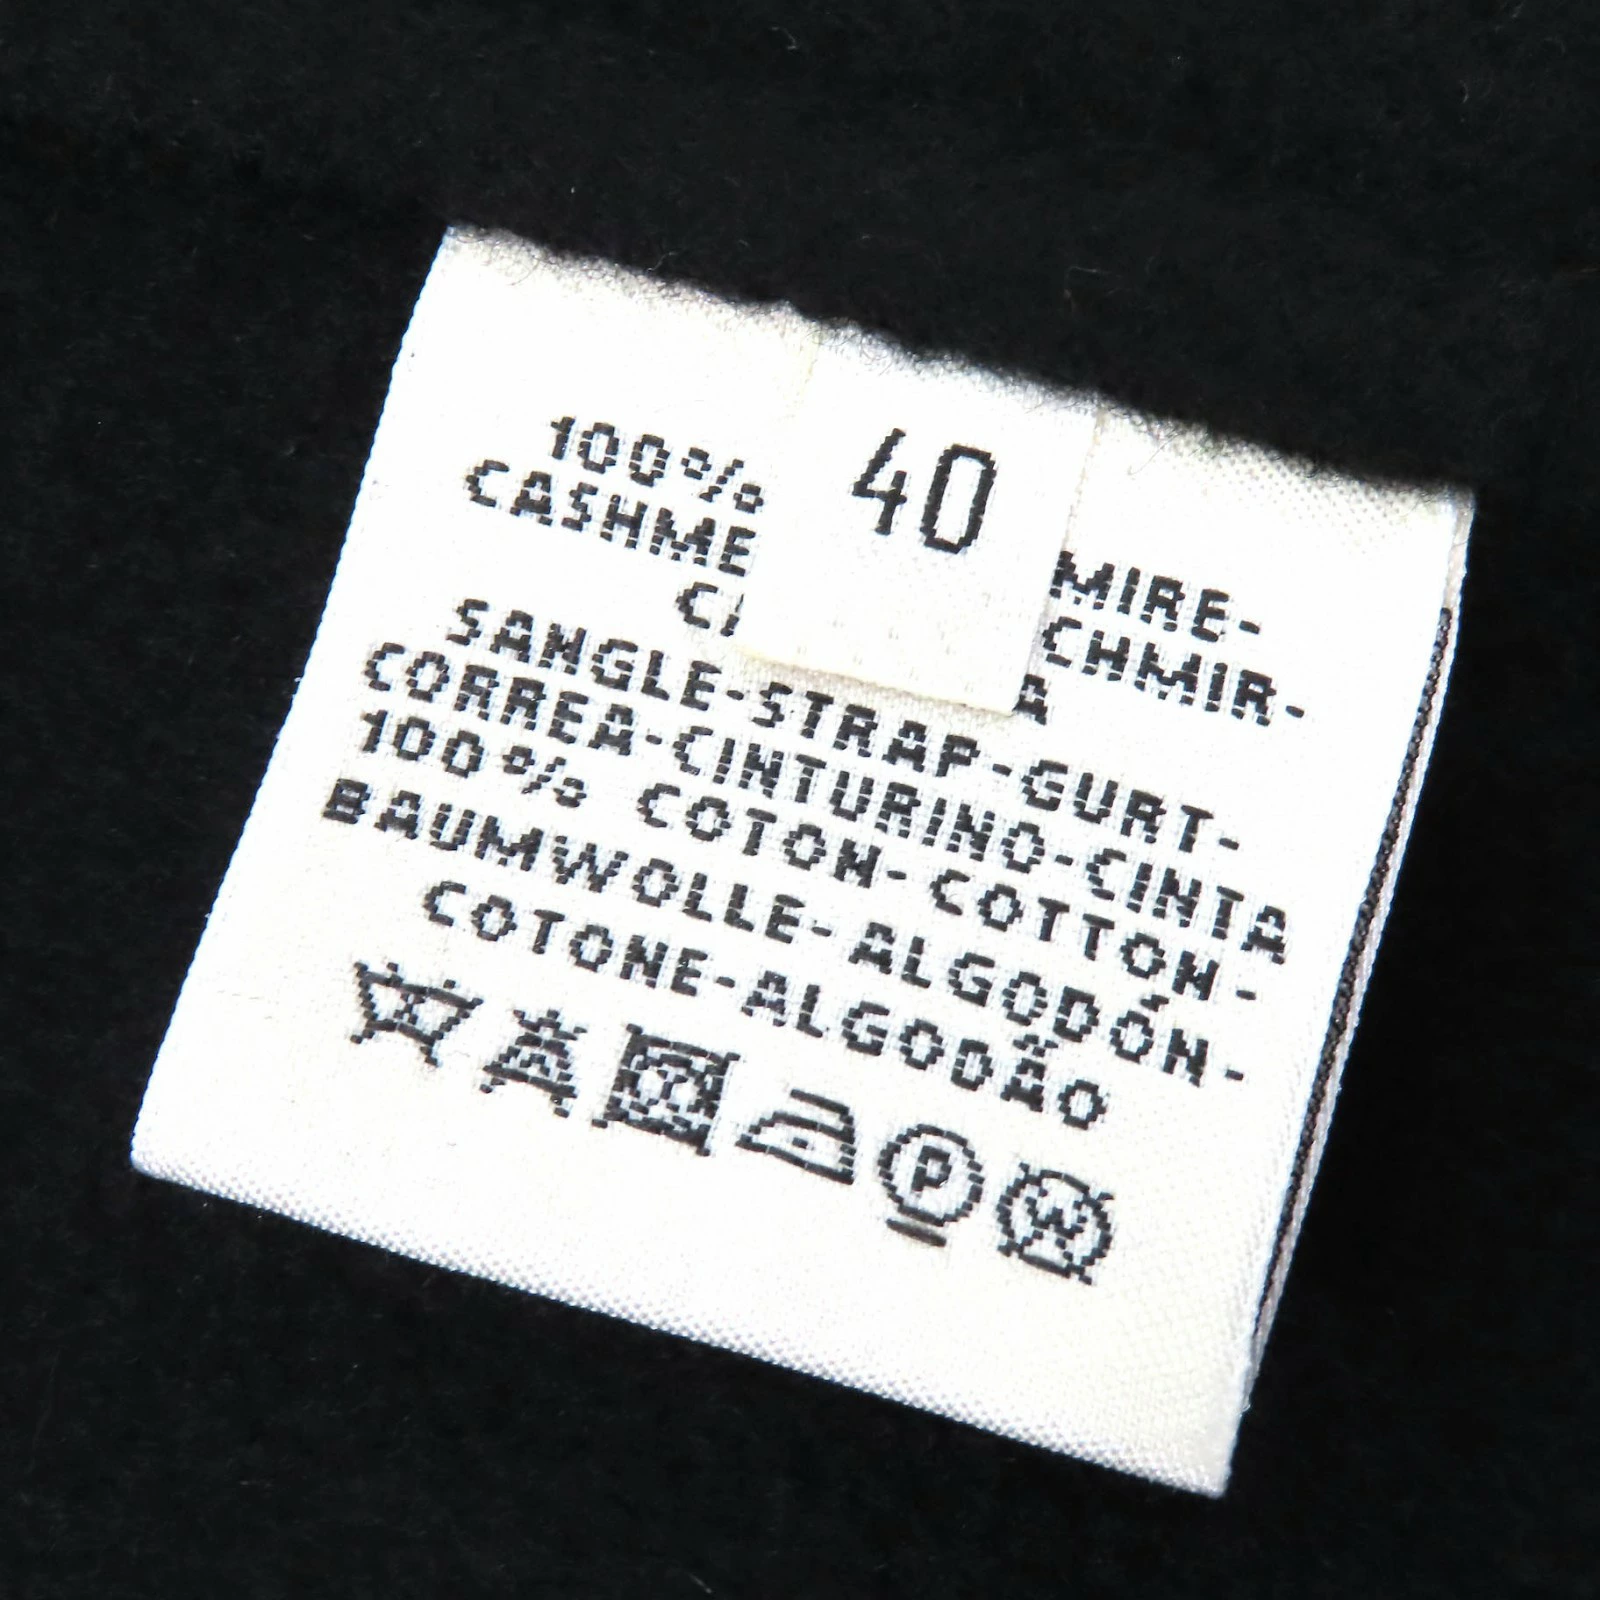 40
100% MIRE-
CASHME CHMIR-
C A
SANGLE-STRAP-GURT-
CORREA-CINTURINO-CINTA
100% COTON-COTTON-
BAUMWOLLE-ALGODÓN-
COTONE-ALGODÃO
P
W